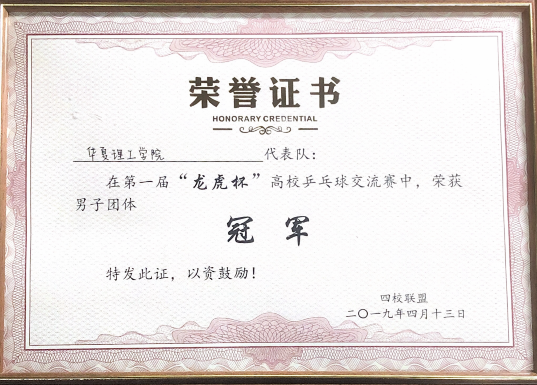 荣誉证书
HONORARY CREDENTIAL
华夏理工学院代表队：
在第一届“龙虎杯”高校乒乓球交流赛中，荣获
男子团体
冠军
特发此证，以资鼓励！
四校联盟
二〇一九年四月十三日